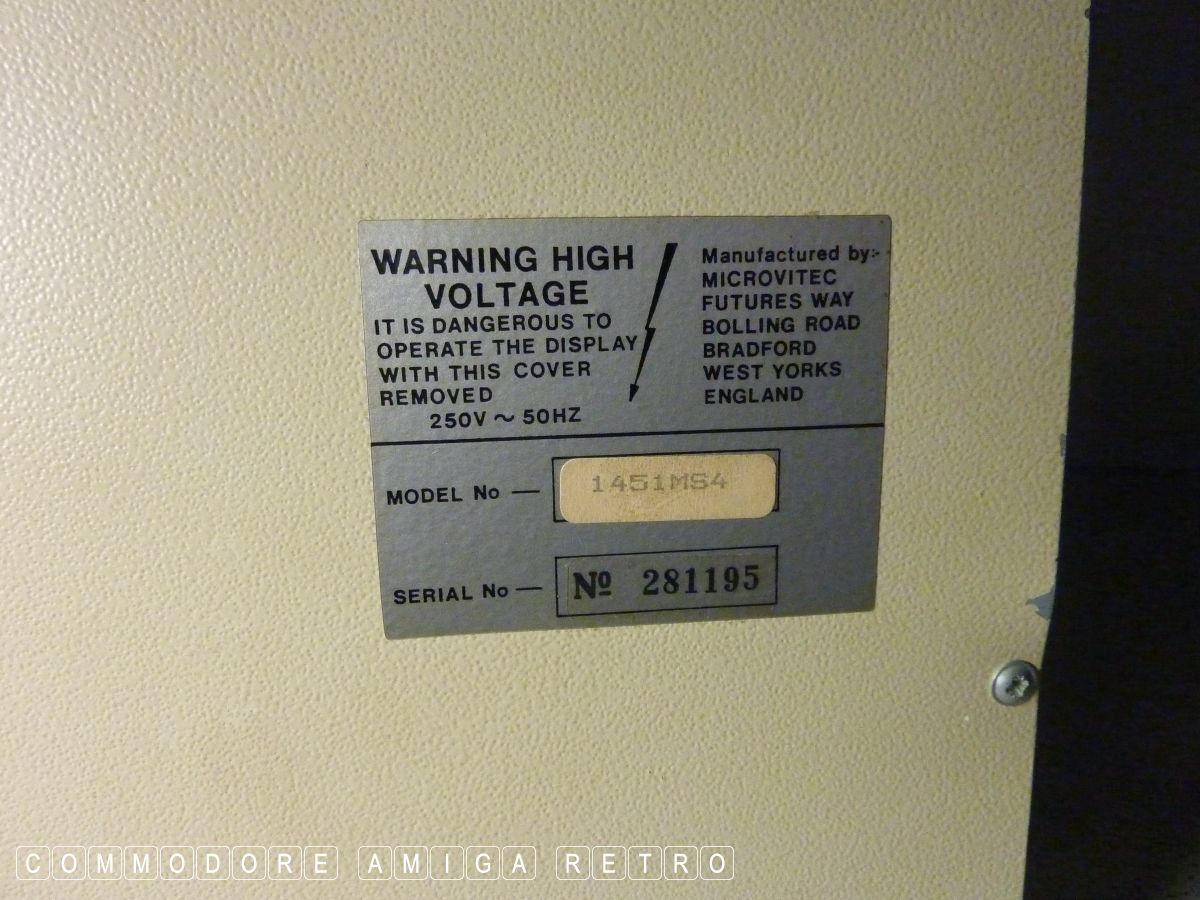 WARNING HIGH
VOLTAGE
IT IS DANGEROUS TO
OPERATE THE DISPLAY
WITH THIS COVER
REMOVED
250V ~ 50HZ
Manufactured by:-
MICROVITEC
FUTURES WAY
BOLLING ROAD
BRADFORD
WEST YORKS
ENGLAND
MODEL No — 1451MS4
SERIAL No — Nº 281195
COMMODORE AMIGA RETRO